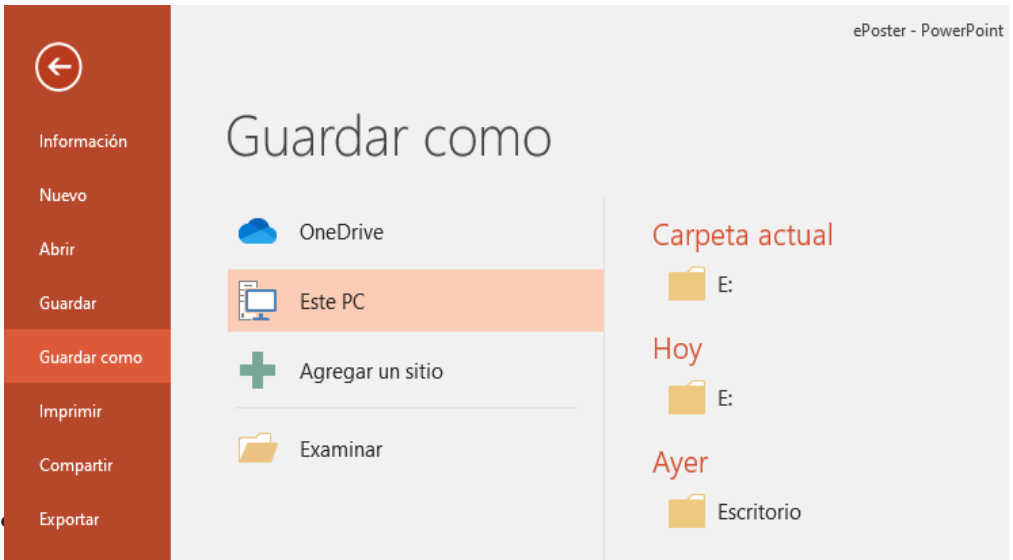 ePoster - PowerPoint
Información
Nuevo
Abrir
Guardar
Guardar como
Imprimir
Compartir
Exportar
Guardar como
OneDrive
Este PC
Agregar un sitio
Examinar
Carpeta actual
E:
Hoy
E:
Ayer
Escritorio